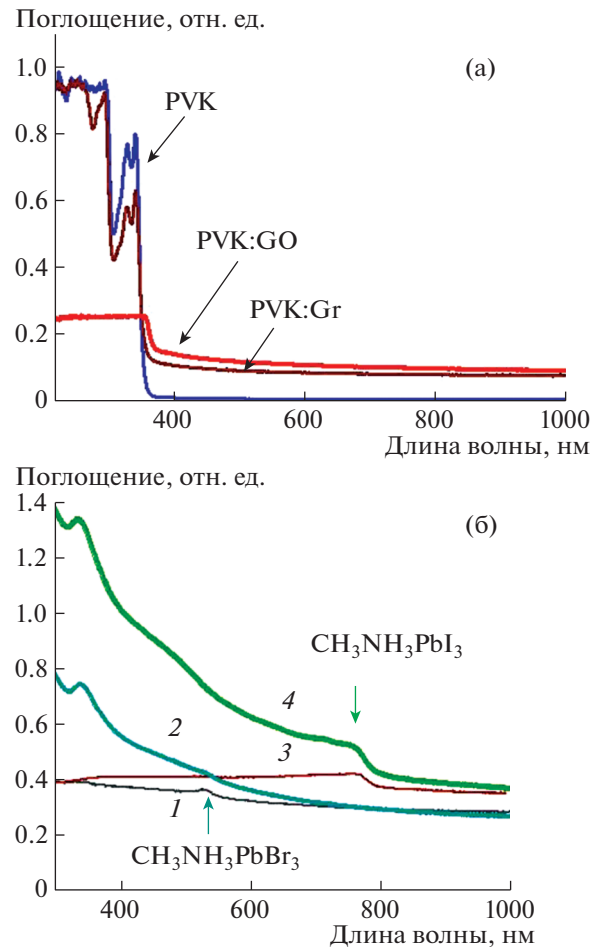 Поглощение, отн. ед.
(а)
PVK
1.0
0.8
0.6
PVK:GO
0.4
PVK:Gr
0.2
0
400
600
800
1000
Длина волны, нм
Поглощение, отн. ед.
1.4
(б)
1.2
1.0
CH₃NH₃PbI₃
0.8
4
0.6
2
3
0.4
1
0.2
CH₃NH₃PbBr₃
0
400
600
800
1000
Длина волны, нм